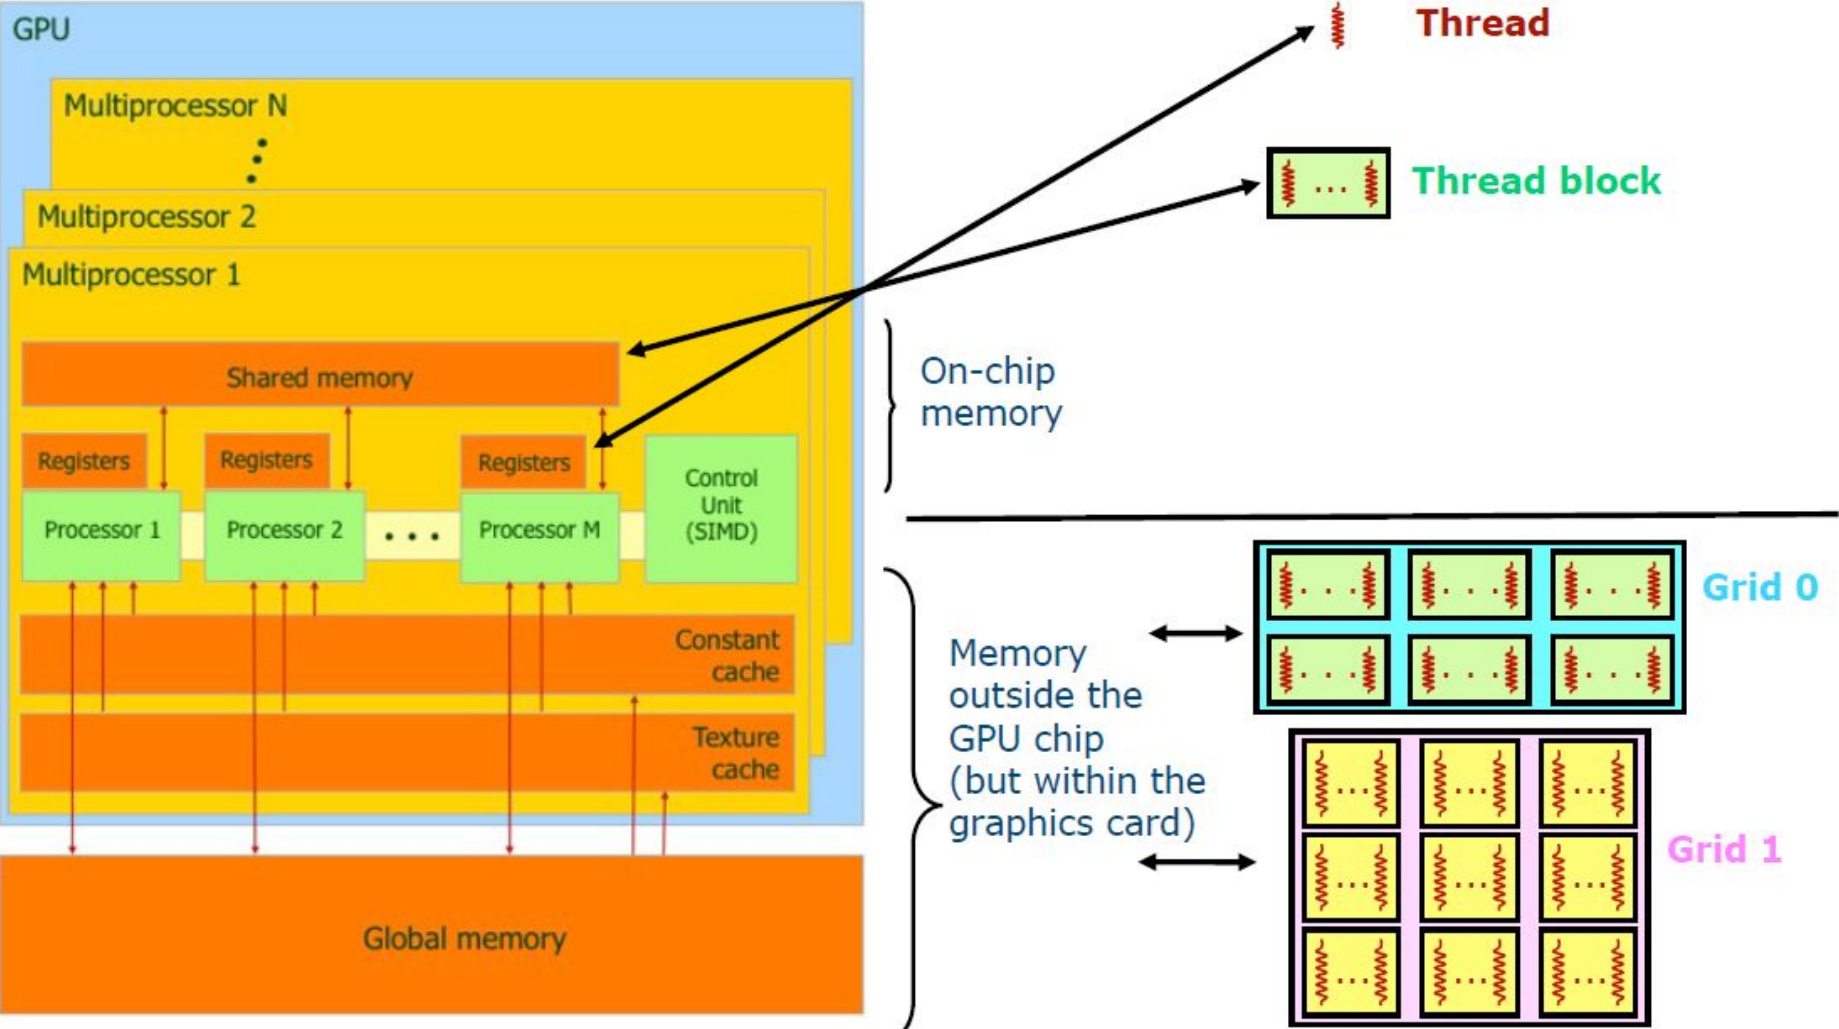 GPU
Multiprocessor N
Multiprocessor 2
Multiprocessor 1
Shared memory
Registers
Registers
Registers
Processor 1
Processor 2
. . .
Processor M
Control
Unit
(SIMD)
Constant
cache
Texture
cache
Global memory
Thread
...
Thread block
On-chip
memory
Memory
outside the
GPU chip
(but within the
graphics card)
. . .
. . .
. . .
. . .
. . .
. . .
Grid 0
...
...
...
...
...
...
...
...
...
Grid 1